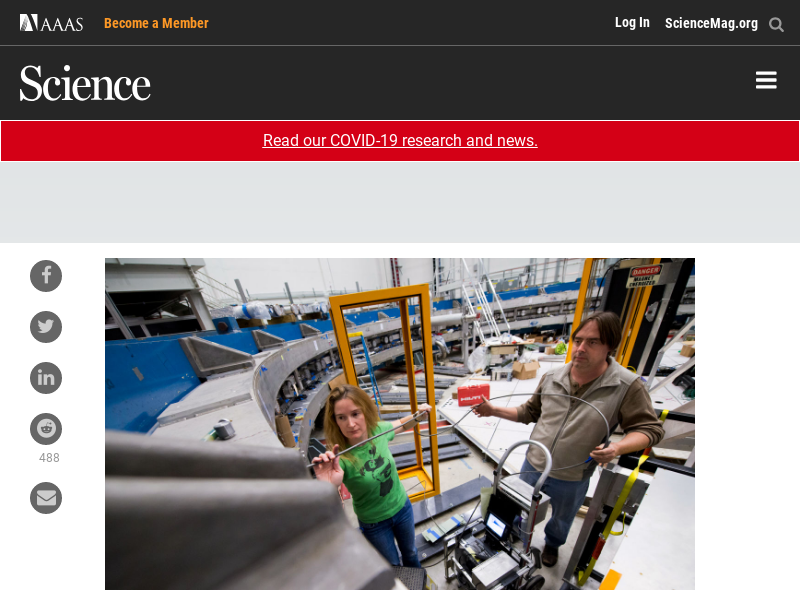 AAAS
Become a Member
Log In
ScienceMag.org
Science
Read our COVID-19 research and news.
DANGER
MAGNET
ENERGIZED
HILTI
488